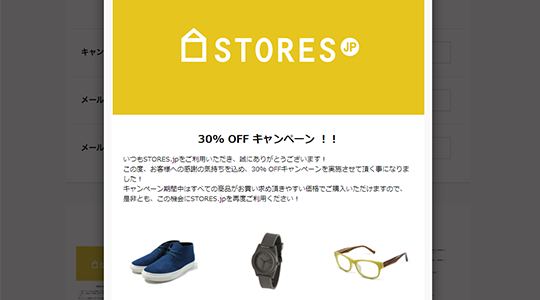 STORES.JP
30% OFF キャンペーン ！！
いつもSTORES.jpをご利用いただき、誠にありがとうございます！
この度、お客様への感謝の気持ちを込め、30% OFFキャンペーンを実施させて頂く事になりま
した！
キャンペーン期間中はすべての商品がお買い求め頂きやすい価格でご購入いただけますので、
是非とも、この機会にSTORES.jpを再度ご利用ください！
キャン
メール
メール